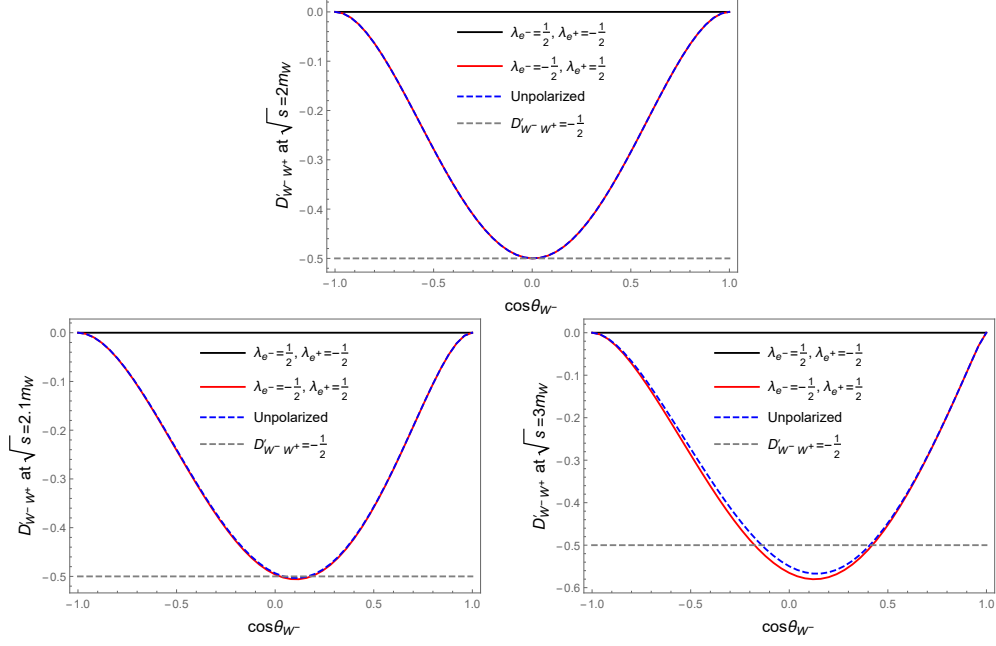 D′W⁻ W⁺ at √s =2mW
0.0
−0.1
−0.2
−0.3
−0.4
−0.5
λe⁻=1/2, λe⁺=−1/2
λe⁻=−1/2, λe⁺=1/2
Unpolarized
D′W⁻ W⁺=−1/2
−1.0 −0.5 0.0 0.5 1.0
cosθW⁻
D′W⁻ W⁺ at √s =2.1mW
0.0
−0.1
−0.2
−0.3
−0.4
−0.5
λe⁻=1/2, λe⁺=−1/2
λe⁻=−1/2, λe⁺=1/2
Unpolarized
D′W⁻ W⁺=−1/2
−1.0 −0.5 0.0 0.5 1.0
cosθW⁻
D′W⁻ W⁺ at √s =3mW
0.0
−0.1
−0.2
−0.3
−0.4
−0.5
−0.6
λe⁻=1/2, λe⁺=−1/2
λe⁻=−1/2, λe⁺=1/2
Unpolarized
D′W⁻ W⁺=−1/2
−1.0 −0.5 0.0 0.5 1.0
cosθW⁻